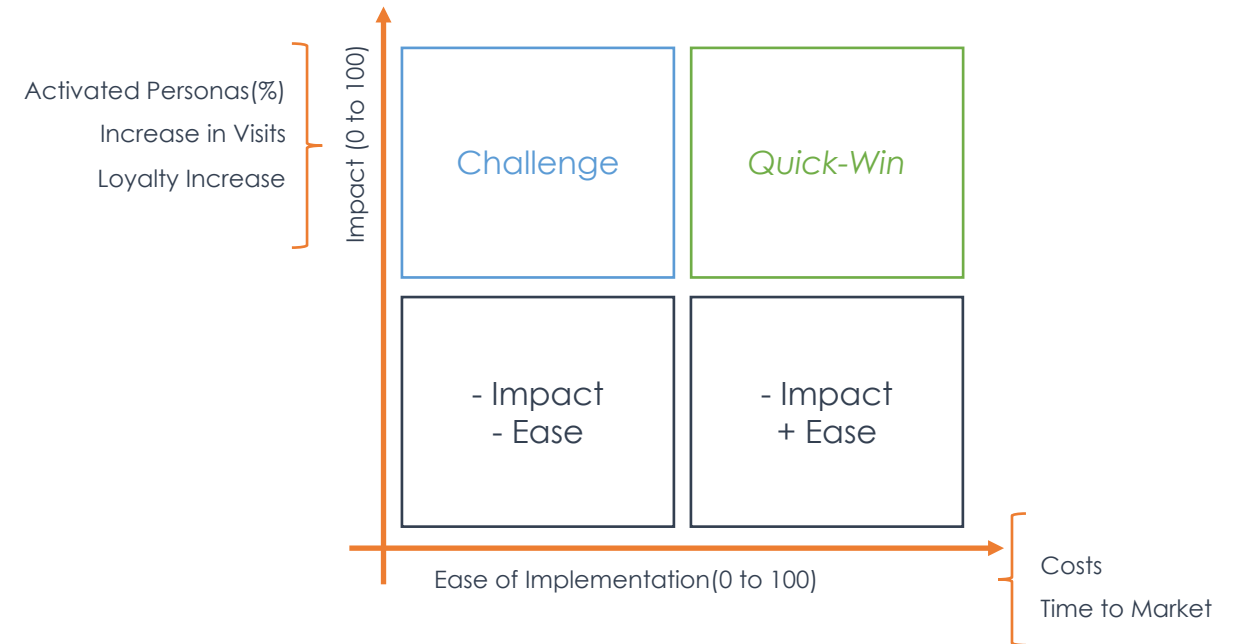 Activated Personas(%)
Increase in Visits
Loyalty Increase
Impact (0 to 100)
Challenge
Quick-Win
- Impact
- Ease
- Impact
+ Ease
Ease of Implementation(0 to 100)
Costs
Time to Market